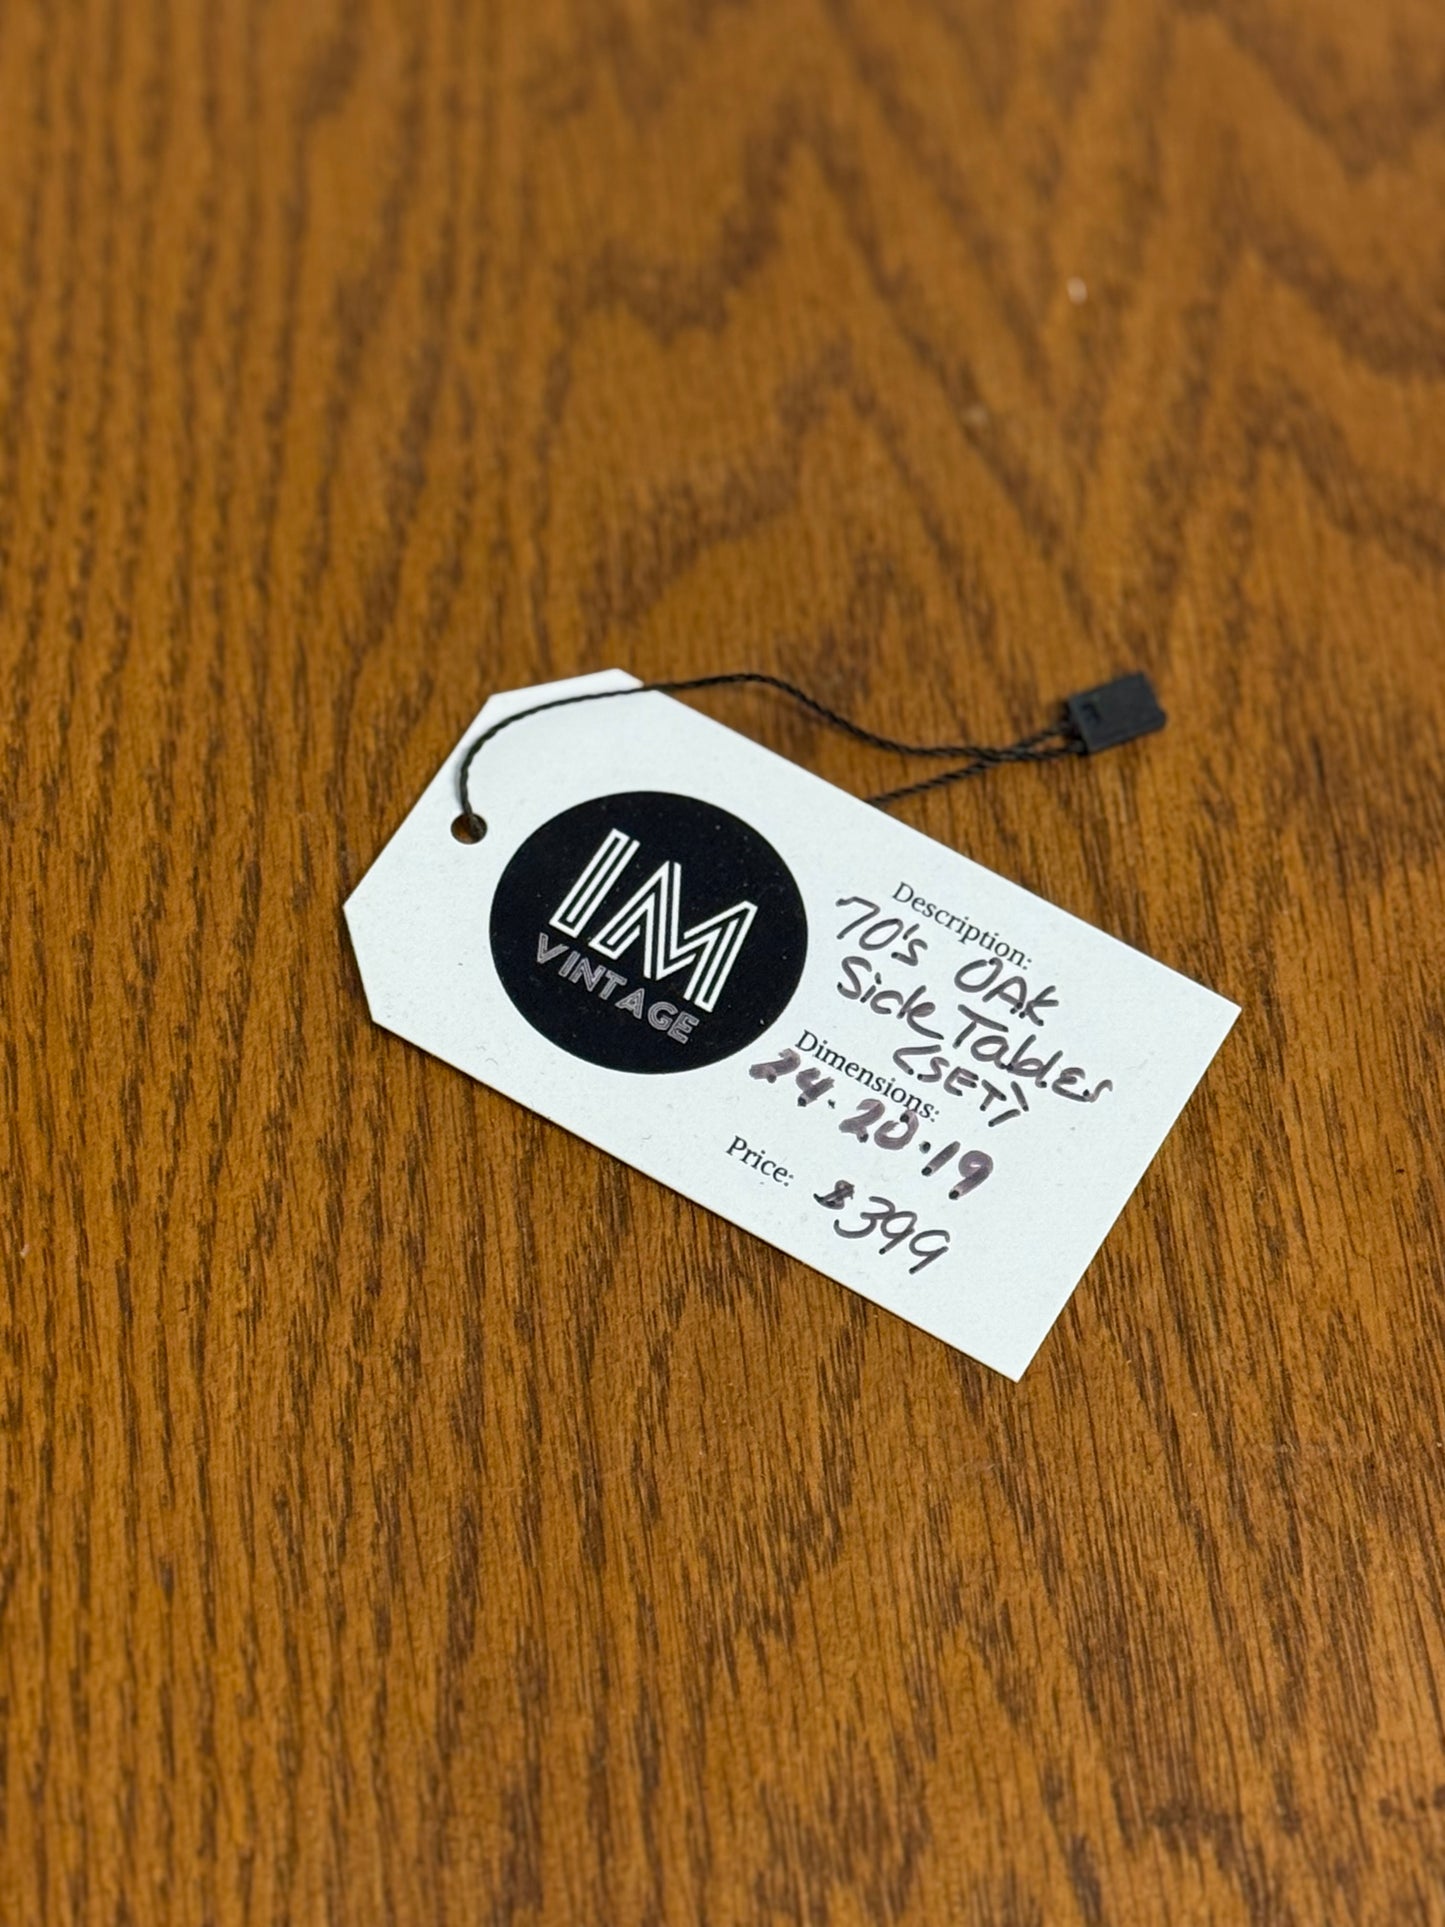 IM
VINTAGE
Description:
70's OAK
Side Tables
(SET)
Dimensions:
24.20.19
Price: $399